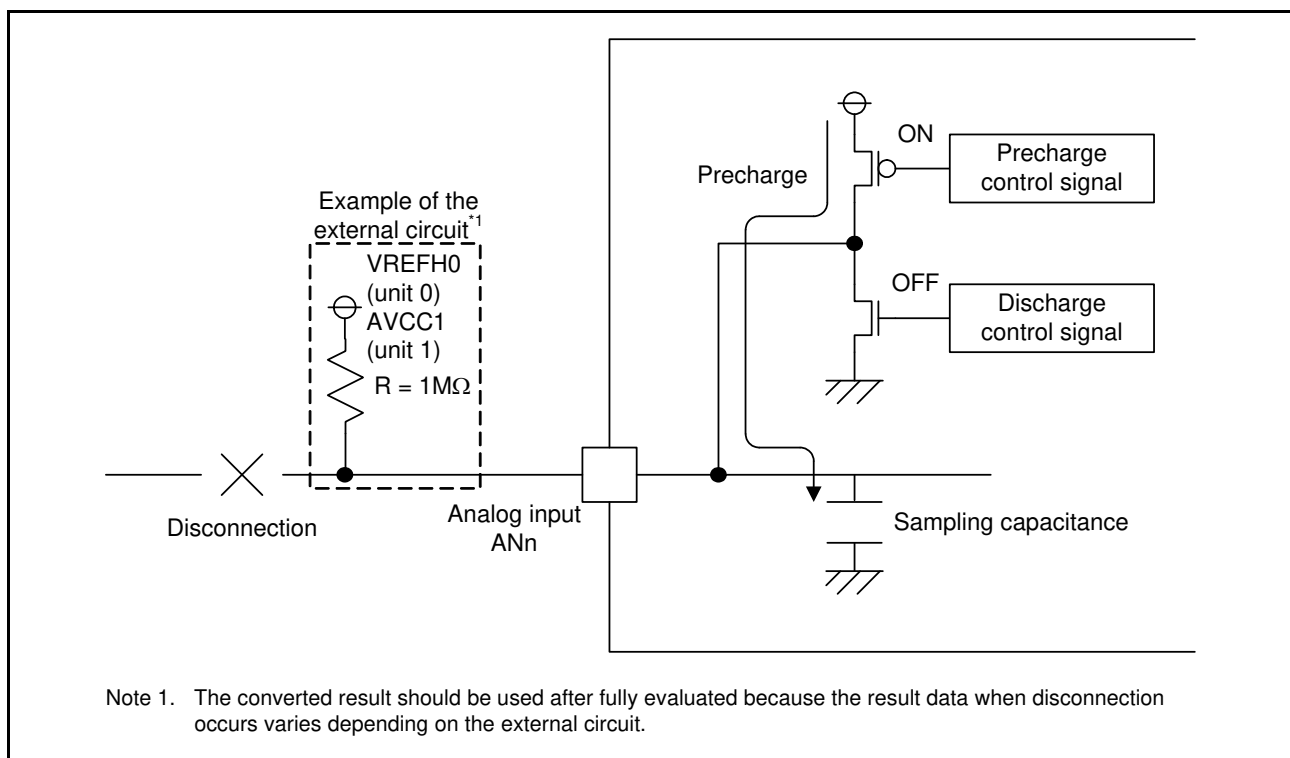 ON
Precharge
control signal
Precharge
Example of the
external circuit*1
VREFH0
(unit 0)
AVCC1
(unit 1)
R = 1MΩ
OFF
Discharge
control signal
Disconnection
Analog input
ANn
Sampling capacitance
Note 1. The converted result should be used after fully evaluated because the result data when disconnection
occurs varies depending on the external circuit.